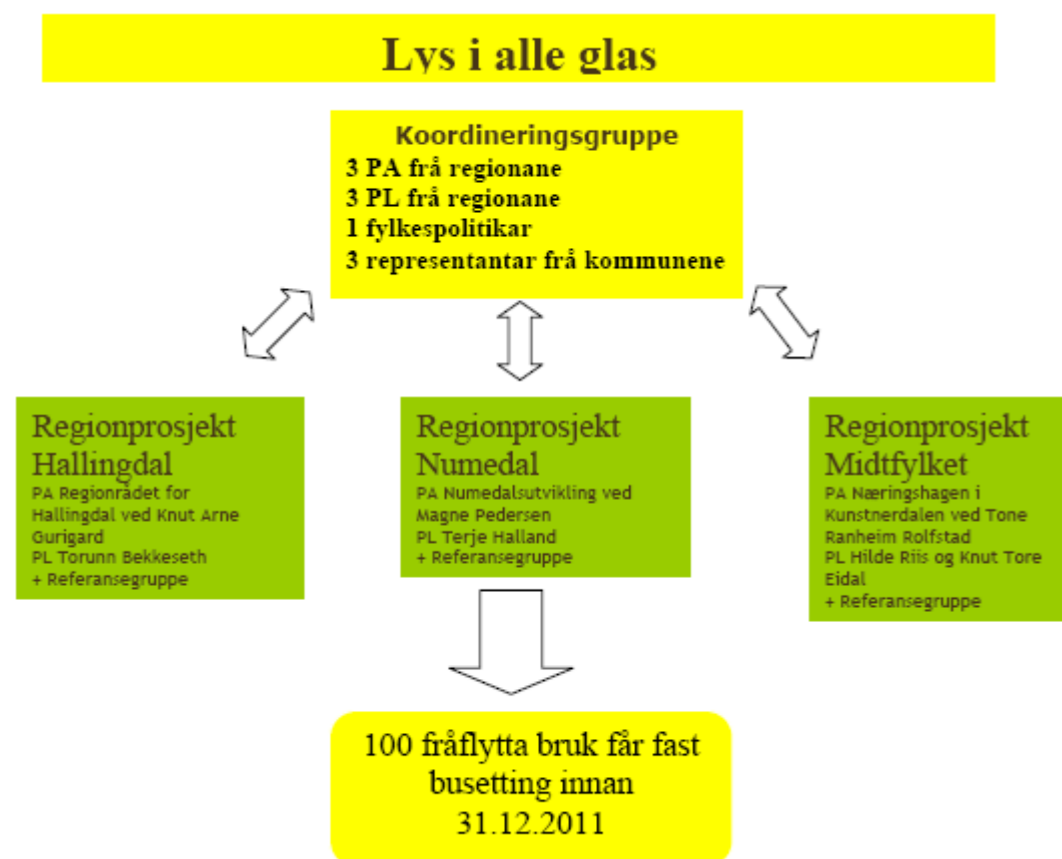 Lys i alle glas
Koordineringsgruppe
3 PA frå regionane
3 PL frå regionane
1 fylkespolitikar
3 representantar frå kommunene
Regionprosjekt
Hallingdal
PA Regionrådet for
Hallingdal ved Knut Arne
Gurigard
PL Torunn Bekkeseth
+ Referansegruppe
Regionprosjekt
Numedal
PA Numedalsutvikling ved
Magne Pedersen
PL Terje Halland
+ Referansegruppe
Regionprosjekt
Midtfylket
PA Næringshagen i
Kunstnerdalen ved Tone
Ranheim Rolfstad
PL Hilde Riis og Knut Tore
Eidal
+ Referansegruppe
100 fråflytta bruk får fast
busetting innan
31.12.2011